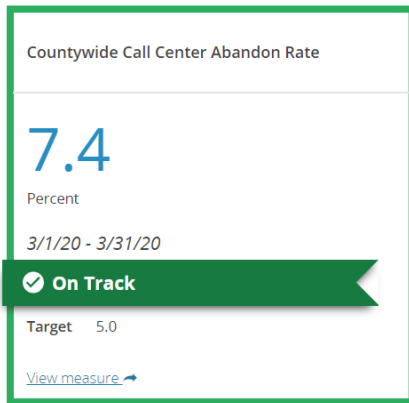 Countywide Call Center Abandon Rate
7.4
Percent
3/1/20 - 3/31/20
On Track
Target 5.0
View measure